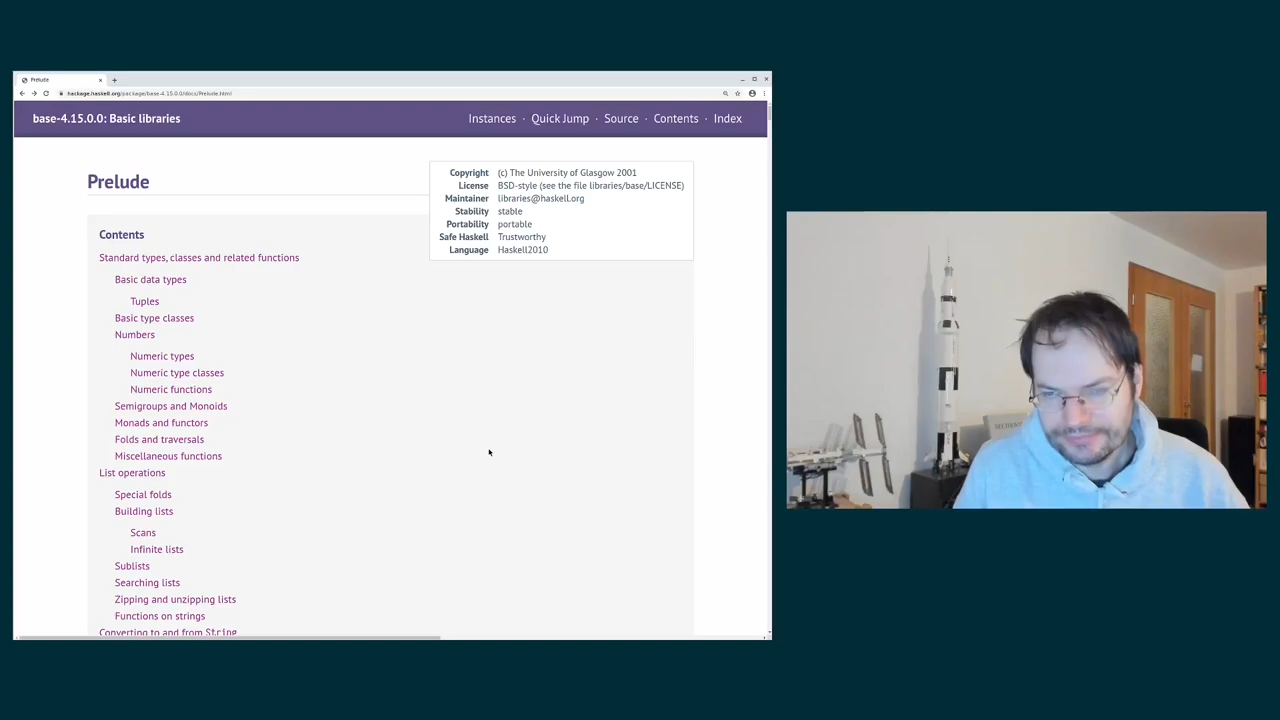 Prelude
hackage.haskell.org/package/base-4.15.0.0/docs/Prelude.html
base-4.15.0.0: Basic libraries
Instances · Quick Jump · Source · Contents · Index
Prelude
Copyright (c) The University of Glasgow 2001
License BSD-style (see the file libraries/base/LICENSE)
Maintainer libraries@haskell.org
Stability stable
Portability portable
Safe Haskell Trustworthy
Language Haskell2010
Contents
Standard types, classes and related functions
Basic data types
Tuples
Basic type classes
Numbers
Numeric types
Numeric type classes
Numeric functions
Semigroups and Monoids
Monads and functors
Folds and traversals
Miscellaneous functions
List operations
Special folds
Building lists
Scans
Infinite lists
Sublists
Searching lists
Zipping and unzipping lists
Functions on strings
Converting to and from String